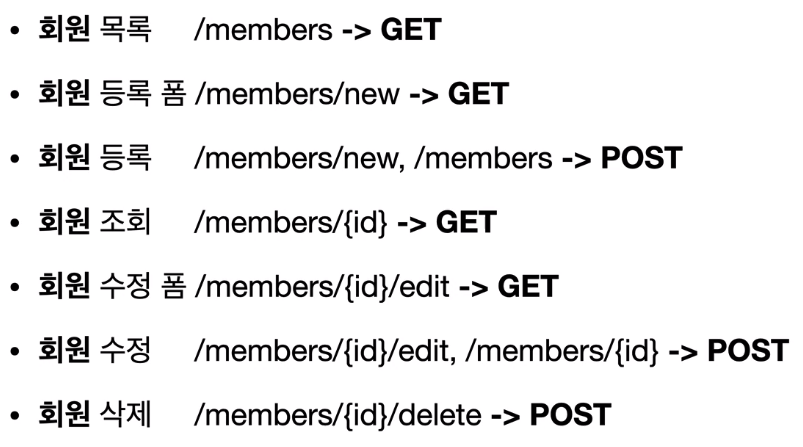 • 회원 목록 /members -> GET
• 회원 등록 폼 /members/new -> GET
• 회원 등록 /members/new, /members -> POST
• 회원 조회 /members/{id} -> GET
• 회원 수정 폼 /members/{id}/edit -> GET
• 회원 수정 /members/{id}/edit, /members/{id} -> POST
• 회원 삭제 /members/{id}/delete -> POST